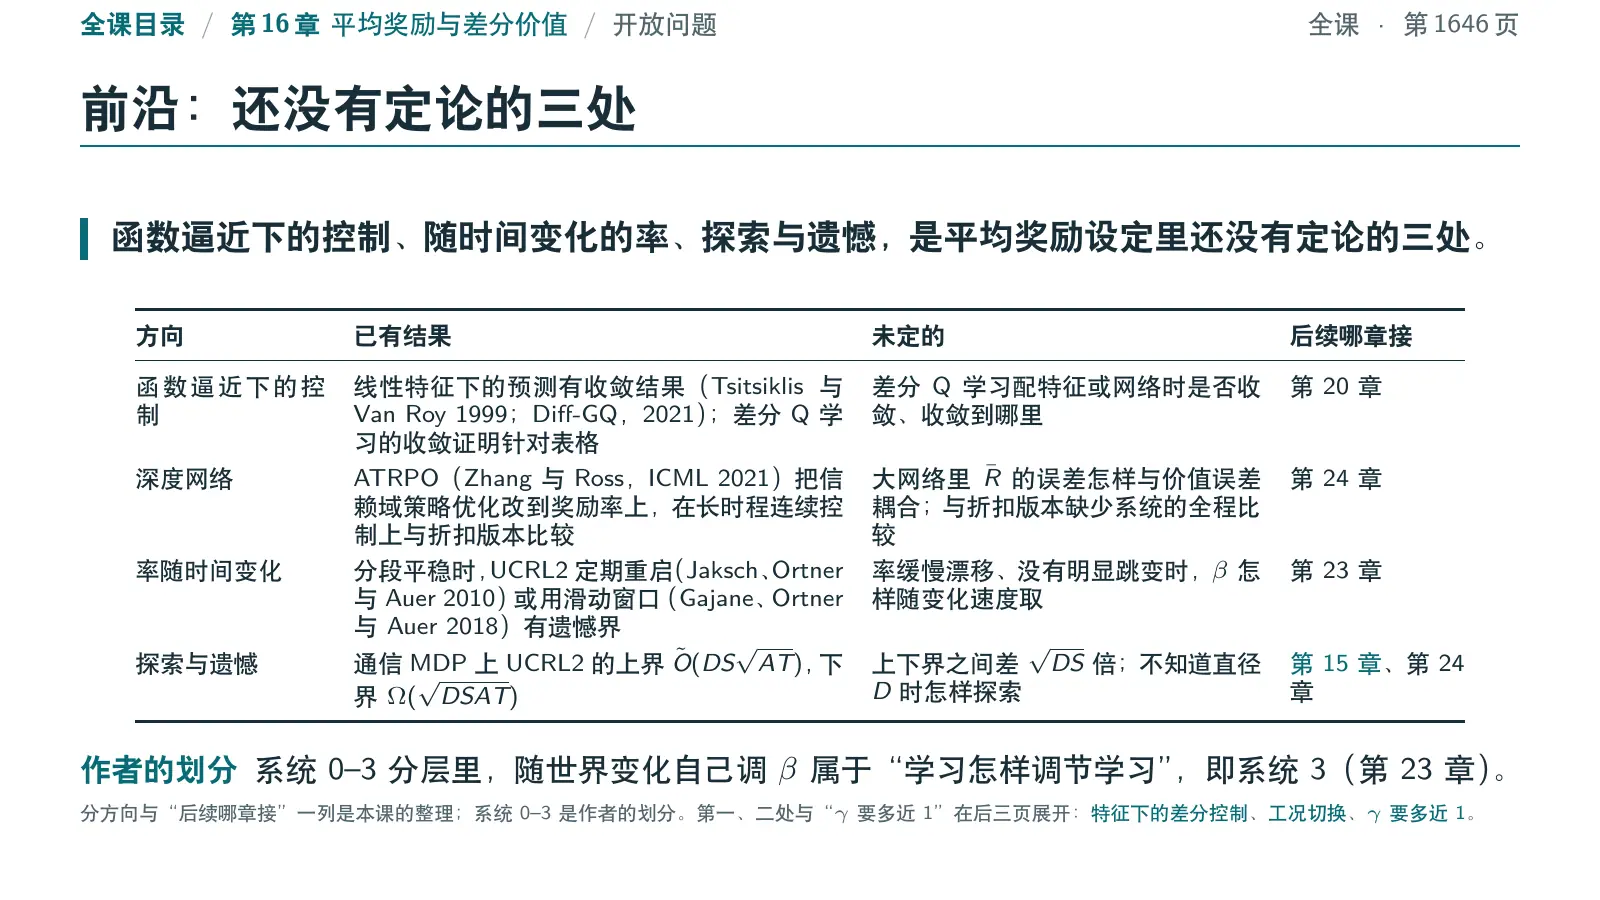 全课目录 / 第 16 章 平均奖励与差分价值 / 开放问题
全课 · 第 1646 页
前沿：还没有定论的三处
函数逼近下的控制、随时间变化的率、探索与遗憾，是平均奖励设定里还没有定论的三处。
方向 已有结果 未定的 后续哪章接
函数逼近下的控
制
线性特征下的预测有收敛结果（Tsitsiklis 与
Van Roy 1999；Diff-GQ，2021）；差分 Q 学
习的收敛证明针对表格
差分 Q 学习配特征或网络时是否收
敛、收敛到哪里
第 20 章
深度网络
ATRPO（Zhang 与 Ross，ICML 2021）把信
赖域策略优化改到奖励率上，在长时程连续控
制上与折扣版本比较
大网络里 R̄ 的误差怎样与价值误差
耦合；与折扣版本缺少系统的全程比
较
第 24 章
率随时间变化
分段平稳时，UCRL2 定期重启（Jaksch、Ortner
与 Auer 2010）或用滑动窗口（Gajane、Ortner
与 Auer 2018）有遗憾界
率缓慢漂移、没有明显跳变时，β 怎
样随变化速度取
第 23 章
探索与遗憾
通信 MDP 上 UCRL2 的上界 Õ(DS√AT)，下
界 Ω(√DSAT)
上下界之间差 √DS 倍；不知道直径
D 时怎样探索
第 15 章、第 24
章
作者的划分 系统 0–3 分层里，随世界变化自己调 β 属于“学习怎样调节学习”，即系统 3（第 23 章）。
分方向与“后续哪章接”一列是本课的整理；系统 0–3 是作者的划分。第一、二处与“γ 要多近 1”在后三页展开：特征下的差分控制、工况切换、γ 要多近 1。